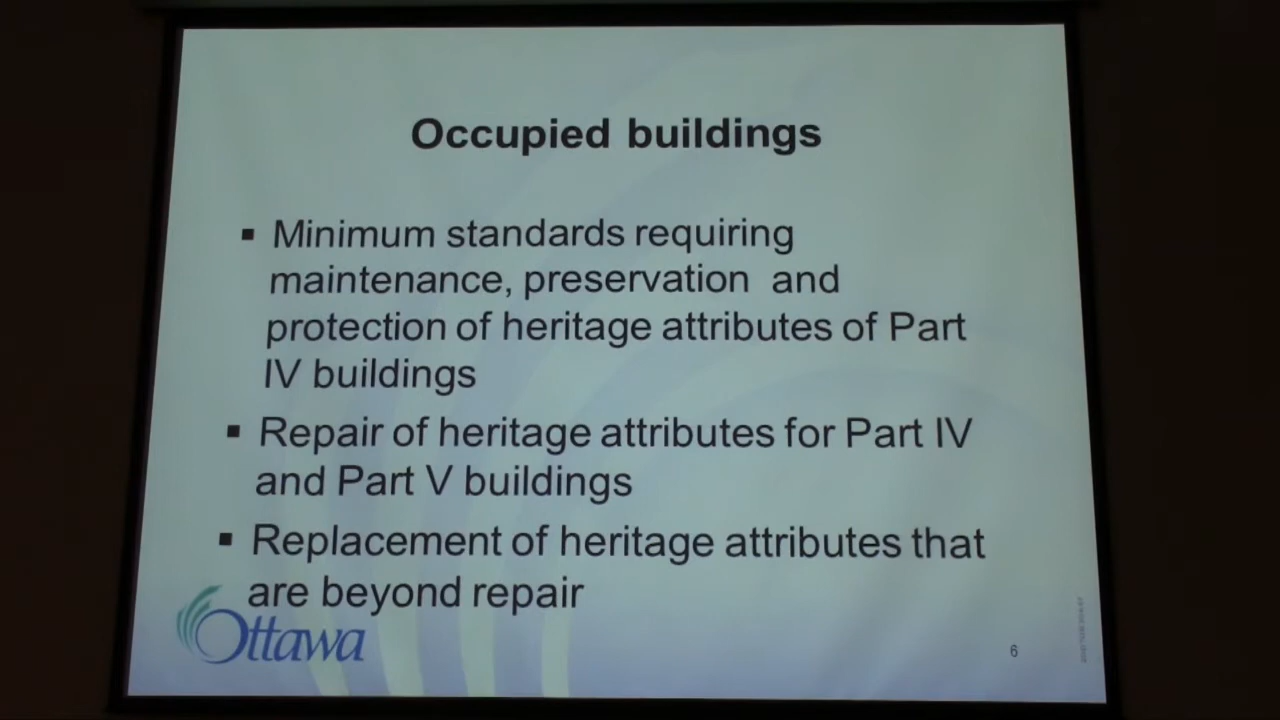 Occupied buildings
▪ Minimum standards requiring
maintenance, preservation and
protection of heritage attributes of Part
IV buildings
▪ Repair of heritage attributes for Part IV
and Part V buildings
▪ Replacement of heritage attributes that
are beyond repair
Ottawa
6